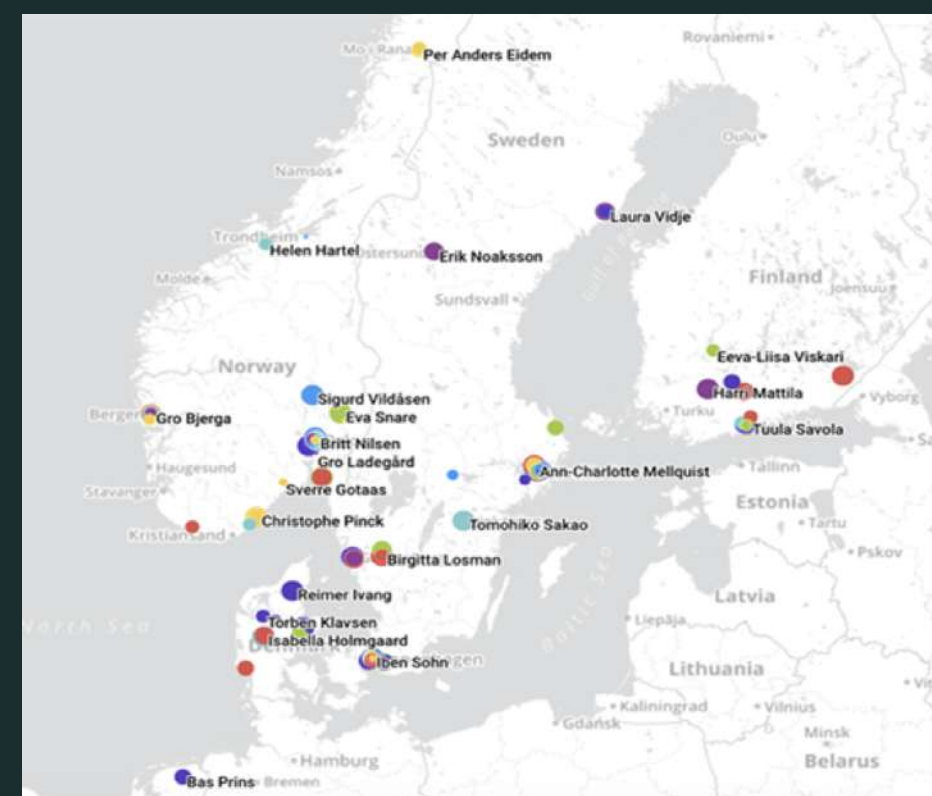 Rovaniemi
Mo i Rana
Per Anders Eidem
Sweden
Oulu
Namsos
Laura Vidje
Trondheim
Helen Hartel
Östersund
Erik Noaksson
Molde
Finland
Joensuu
Sundsvall
Eeva-Liisa Viskari
Norway
Harri Mattila
Vyborg
Sigurd Vildåsen
Eva Snare
Turku
Bergen
Gro Bjerga
Tuula Savola
Britt Nilsen
Gro Ladegård
Haugesund
Ann-Charlotte Mellquist
Tallinn
Sverre Gotaas
Stavanger
Estonia
Christophe Pinck
Tomohiko Sakao
Tartu
Kristiansand
Pskov
Birgitta Losman
Baltic Sea
Reimer Ivang
Latvia
North Sea
Torben Klavsen
Liepāja
Isabella Holmgaard
Denmark
Iben Sohn
Lithuania
Kaliningrad
Vilnius
Gdańsk
Minsk
Hamburg
Belarus
Bas Prins
Bremen